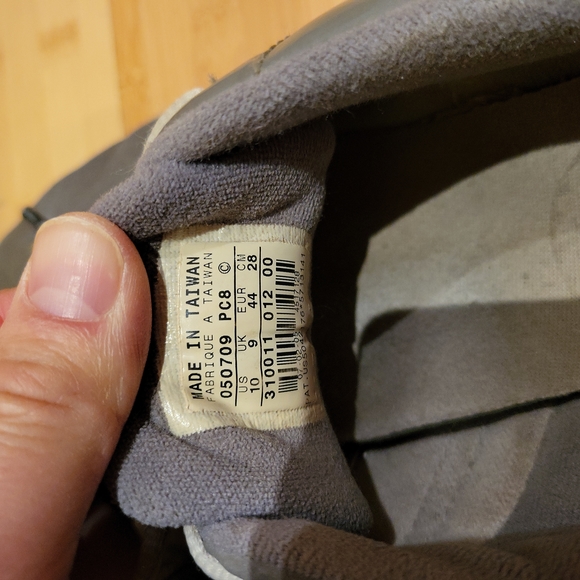 MADE IN TAIWAN
FABRIQUE A TAIWAN
050709 PC8 ©
US UK EUR CM
10 9 44 28
310011 012 00